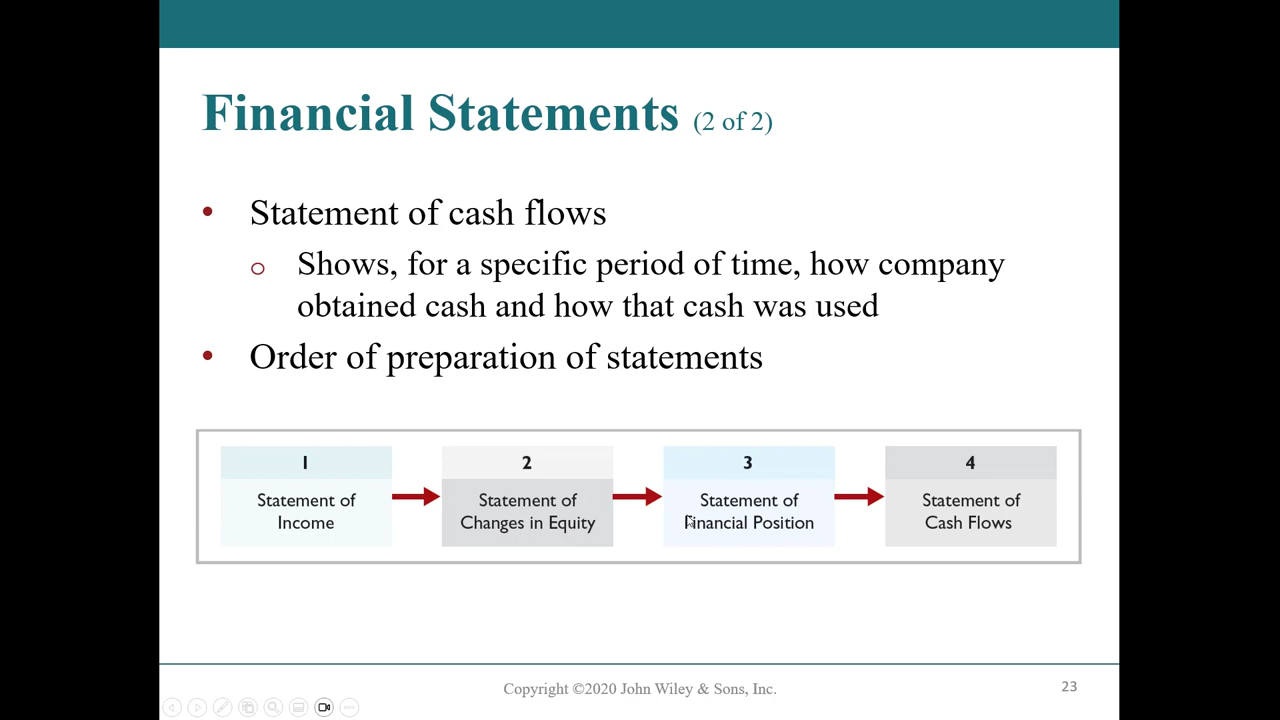 Financial Statements (2 of 2)
• Statement of cash flows
o Shows, for a specific period of time, how company
obtained cash and how that cash was used
• Order of preparation of statements
1
Statement of
Income
2
Statement of
Changes in Equity
3
Statement of
Financial Position
4
Statement of
Cash Flows
Copyright ©2020 John Wiley & Sons, Inc.
23